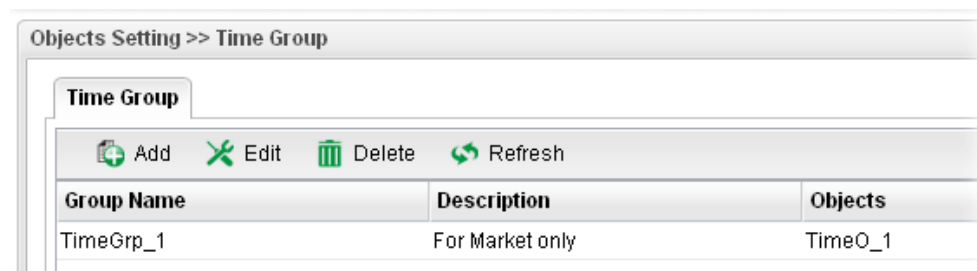 Objects Setting >> Time Group
Time Group
Add Edit Delete Refresh
Group Name Description Objects
TimeGrp_1 For Market only TimeO_1